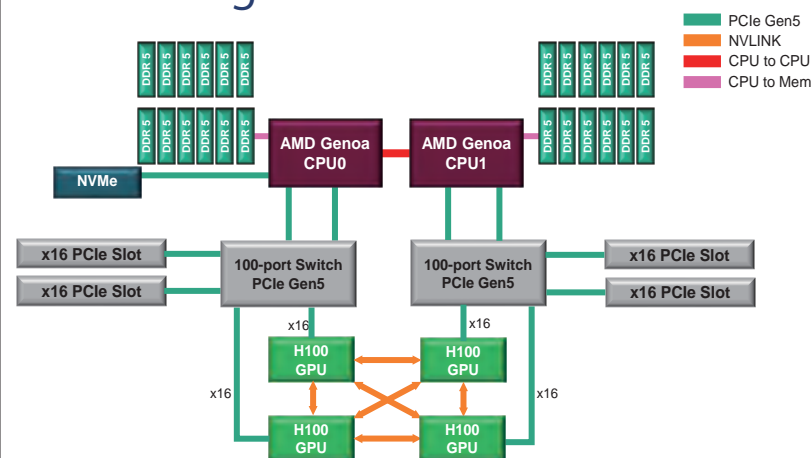 PCIe Gen5
NVLINK
CPU to CPU
CPU to Mem
DDR 5 DDR 5 DDR 5 DDR 5 DDR 5 DDR 5
DDR 5 DDR 5 DDR 5 DDR 5 DDR 5 DDR 5
DDR 5 DDR 5 DDR 5 DDR 5 DDR 5 DDR 5
DDR 5 DDR 5 DDR 5 DDR 5 DDR 5 DDR 5
AMD Genoa
CPU0
AMD Genoa
CPU1
NVMe
x16 PCIe Slot
x16 PCIe Slot
100-port Switch
PCIe Gen5
100-port Switch
PCIe Gen5
x16 PCIe Slot
x16 PCIe Slot
x16
x16
H100
GPU
H100
GPU
x16
x16
H100
GPU
H100
GPU